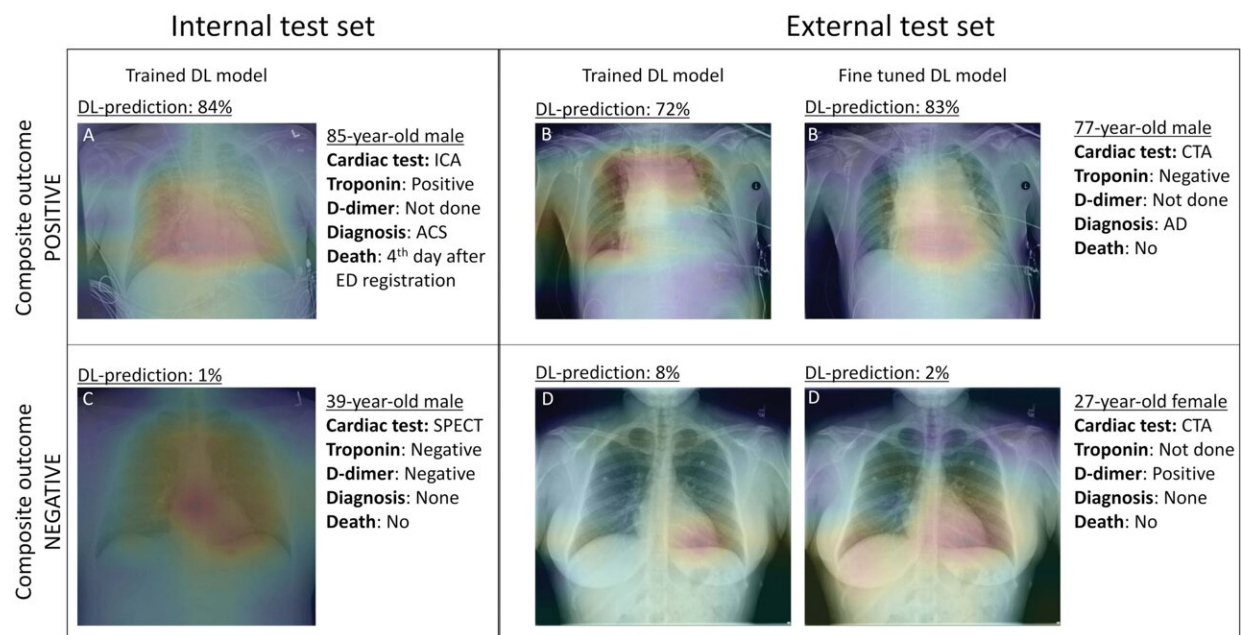 Internal test set
External test set
Composite outcome
POSITIVE
Trained DL model
DL-prediction: 84%
A
L
85-year-old male
Cardiac test: ICA
Troponin: Positive
D-dimer: Not done
Diagnosis: ACS
Death: 4th day after
ED registration
Trained DL model
DL-prediction: 72%
B
Fine tuned DL model
DL-prediction: 83%
B
77-year-old male
Cardiac test: CTA
Troponin: Negative
D-dimer: Not done
Diagnosis: AD
Death: No
Composite outcome
NEGATIVE
DL-prediction: 1%
C
L
39-year-old male
Cardiac test: SPECT
Troponin: Negative
D-dimer: Negative
Diagnosis: None
Death: No
DL-prediction: 8%
D
DL-prediction: 2%
D
27-year-old female
Cardiac test: CTA
Troponin: Not done
D-dimer: Positive
Diagnosis: None
Death: No